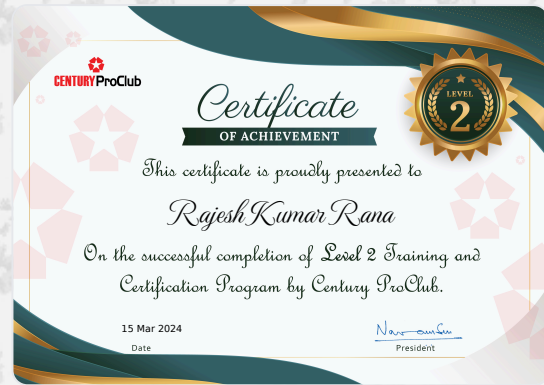 CENTURY ProClub
LEVEL
2
Certificate
OF ACHIEVEMENT
This certificate is proudly presented to
Rajesh Kumar Rana
On the successful completion of Level 2 Training and
Certification Program by Century ProClub.
15 Mar 2024
Date
President